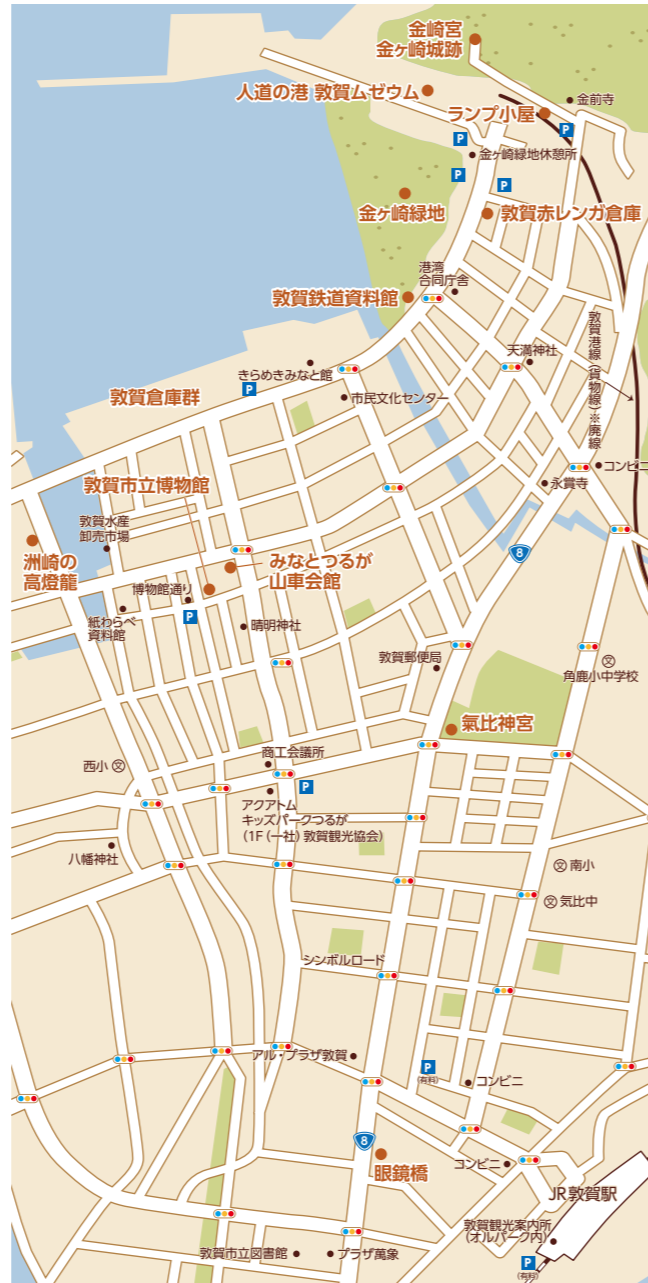 金崎宮
金ヶ崎城跡
人道の港 敦賀ムゼウム
金前寺
ランプ小屋
P
P
金ヶ崎緑地休憩所
P
P
金ヶ崎緑地
敦賀赤レンガ倉庫
港湾
合同庁舎
敦賀鉄道資料館
敦賀港線(貨物線)※廃線
天満神社
きらめきみなと館
P
市民文化センター
敦賀倉庫群
コンビニ
永賞寺
敦賀市立博物館
敦賀水産
卸売市場
8
洲崎の
高燈籠
みなとつるが
山車会館
博物館通り
紙わらべ
資料館
P
晴明神社
敦賀郵便局
文
角鹿小中学校
氣比神宮
商工会議所
西小 文
P
アクアトム
キッズパークつるが
(1F (一社) 敦賀観光協会)
八幡神社
文 南小
文 気比中
シンボルロード
アル・プラザ敦賀
P
(有料)
コンビニ
8
眼鏡橋
コンビニ
JR敦賀駅
敦賀観光案内所
(オルパーク内)
敦賀市立図書館
プラザ萬象
P
(有料)